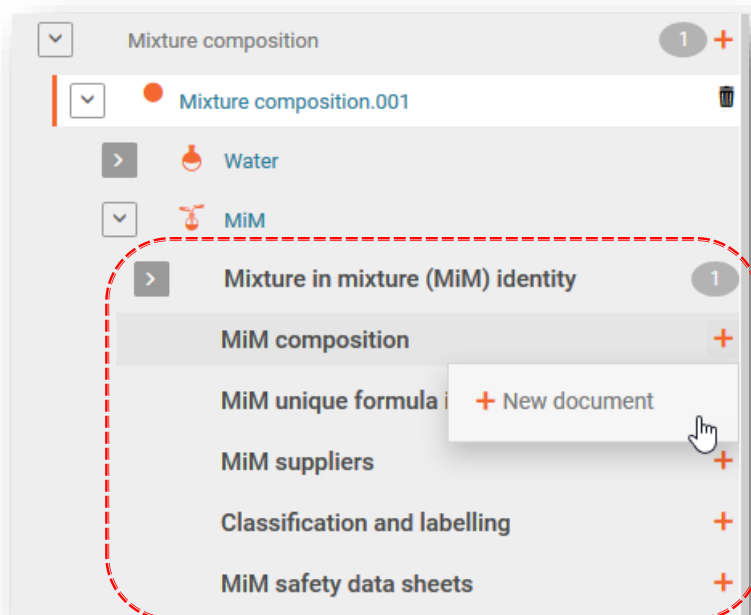 Mixture composition 1
Mixture composition.001
Water
MiM
Mixture in mixture (MiM) identity 1
MiM composition
MiM unique formula
New document
MiM suppliers
Classification and labelling
MiM safety data sheets